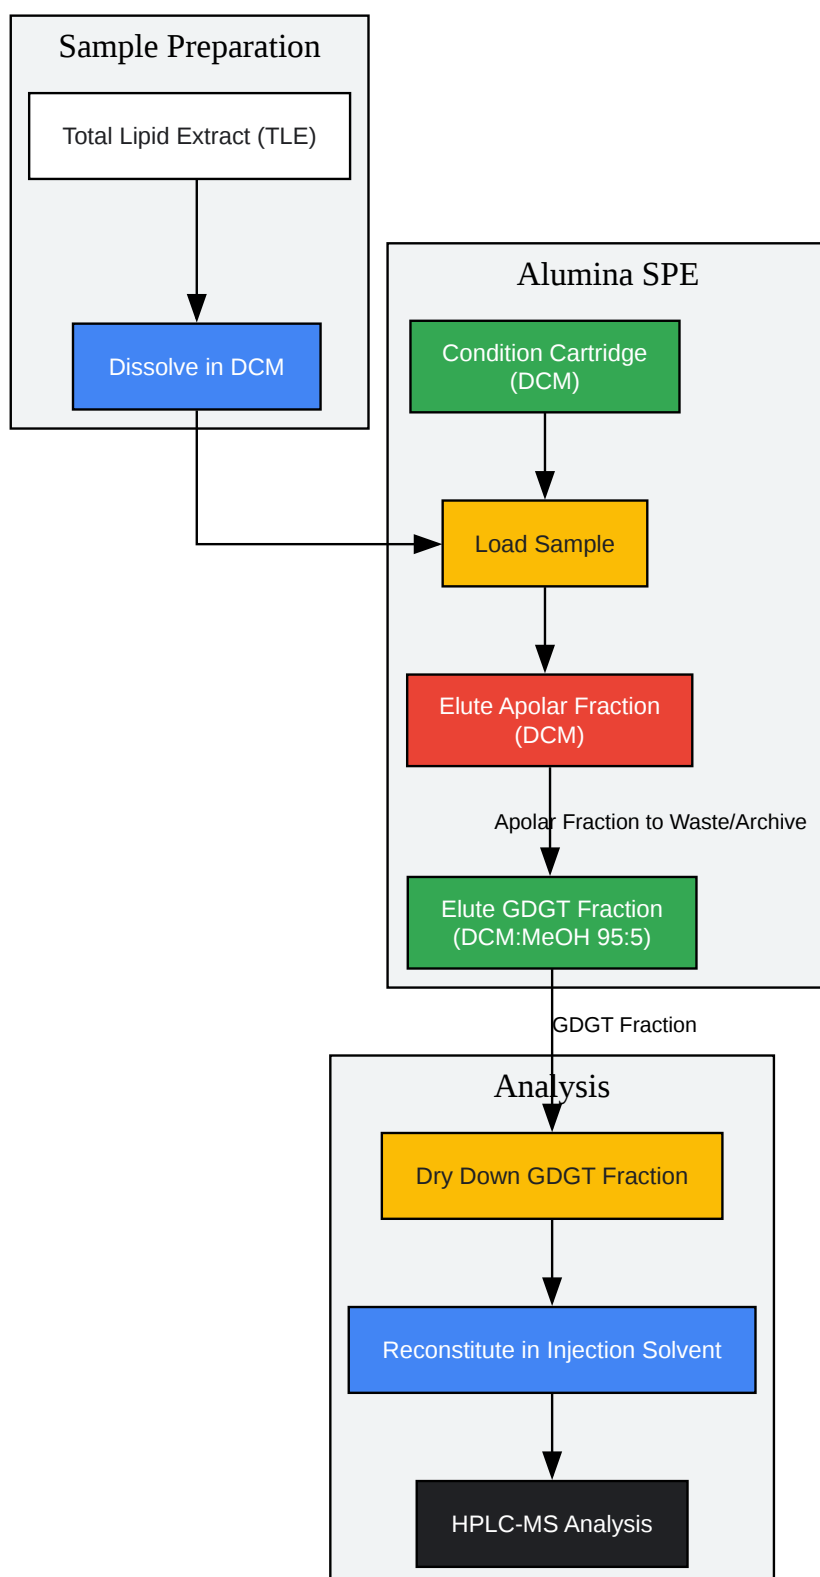 Sample Preparation
Total Lipid Extract (TLE)
Dissolve in DCM
Alumina SPE
Condition Cartridge
(DCM)
Load Sample
Elute Apolar Fraction
(DCM)
Apolar Fraction to Waste/Archive
Elute GDGT Fraction
(DCM:MeOH 95:5)
GDGT Fraction
Analysis
Dry Down GDGT Fraction
Reconstitute in Injection Solvent
HPLC-MS Analysis